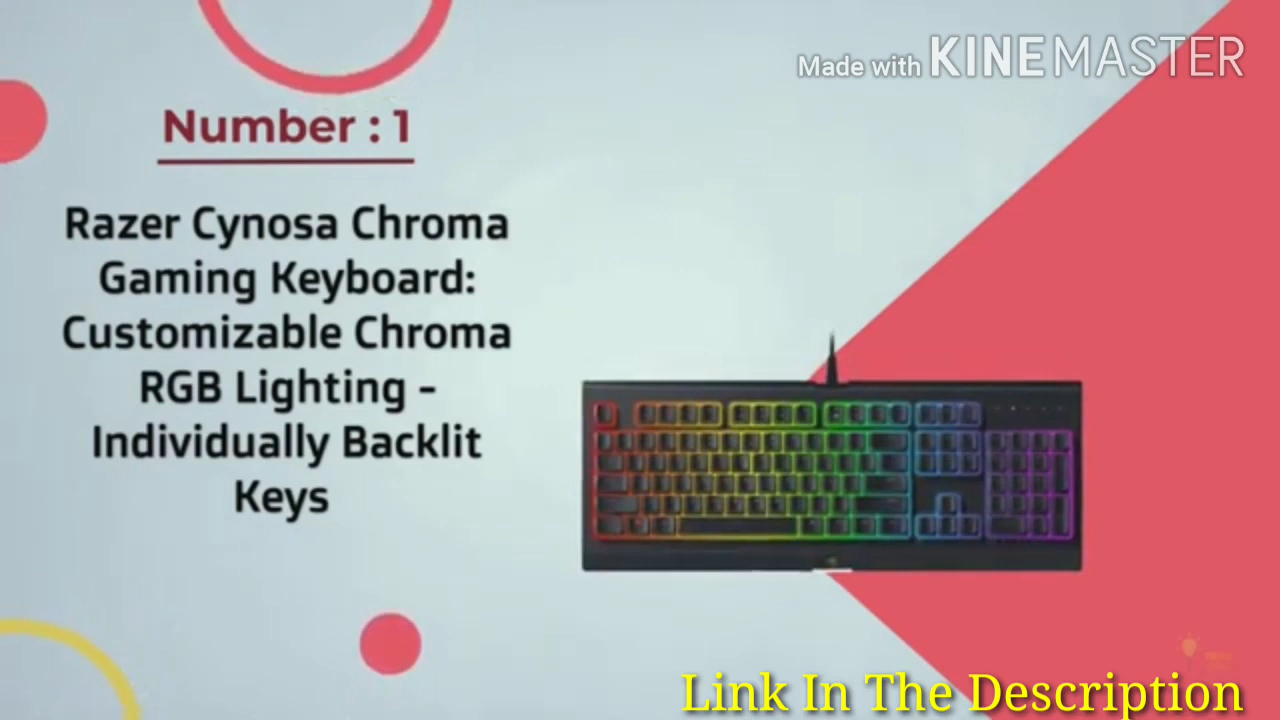 Made with KINEMASTER
Number : 1
Razer Cynosa Chroma
Gaming Keyboard:
Customizable Chroma
RGB Lighting -
Individually Backlit
Keys
Link In The Description